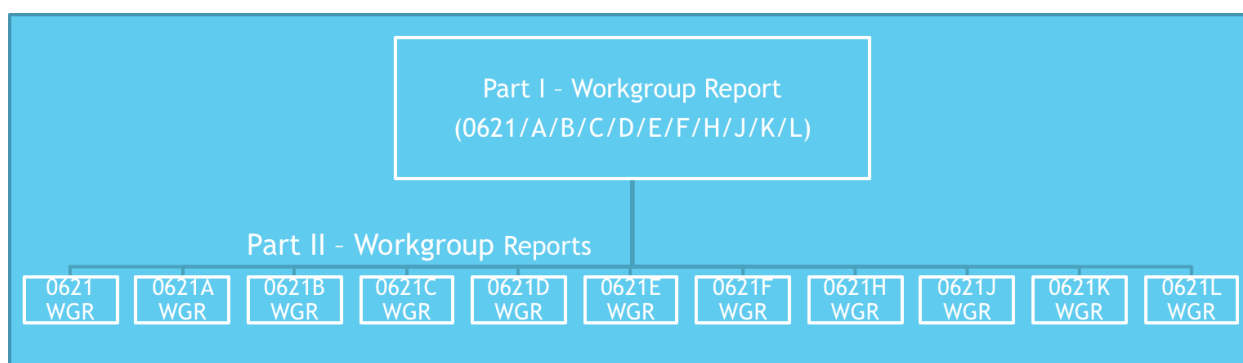 Part I – Workgroup Report
(0621/A/B/C/D/E/F/H/J/K/L)
Part II – Workgroup Reports
0621 0621A 0621B 0621C 0621D 0621E 0621F 0621H 0621J 0621K 0621L
WGR WGR WGR WGR WGR WGR WGR WGR WGR WGR WGR